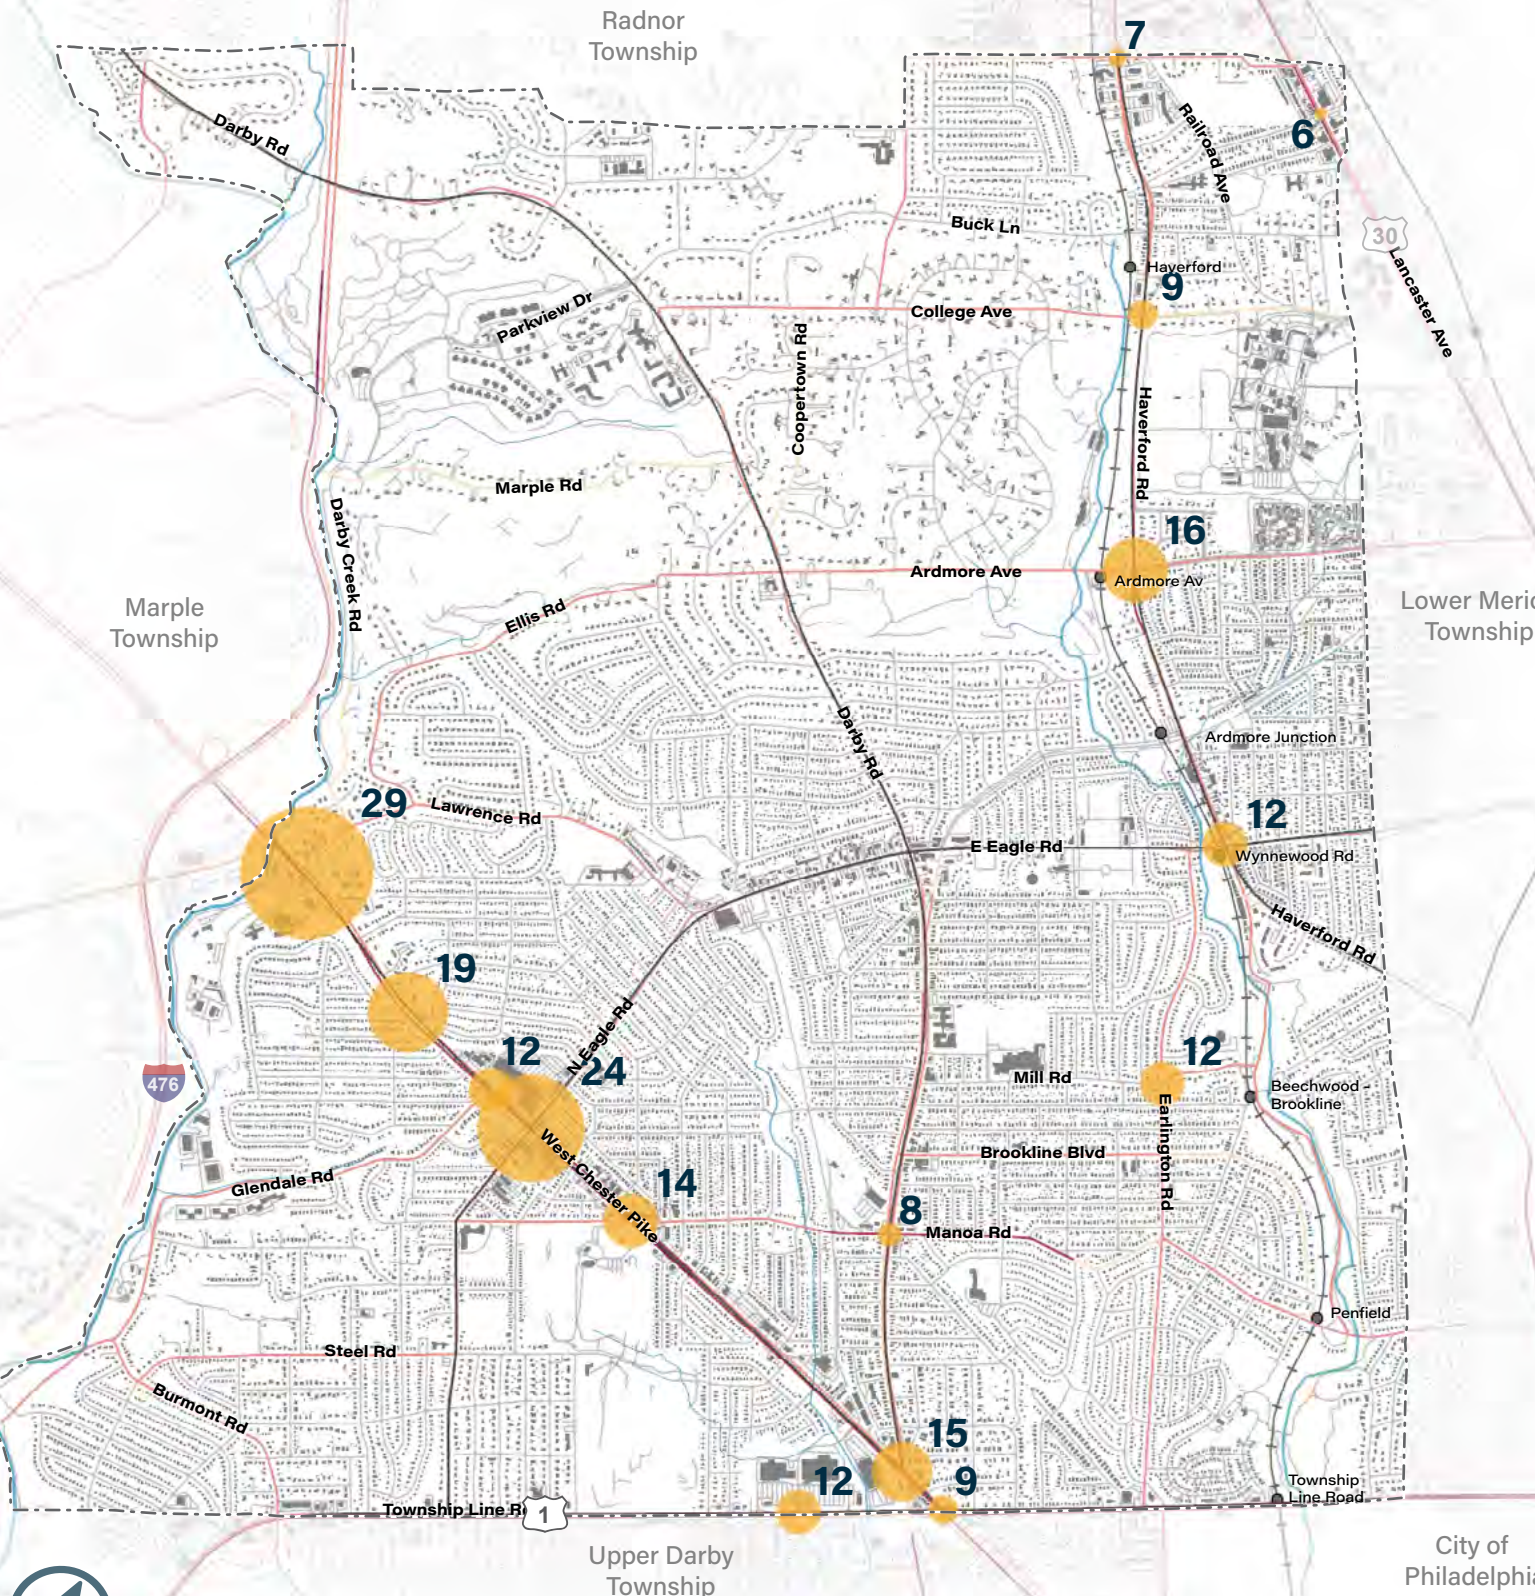 Radnor
Township
7
6
Darby Rd
Railroad Ave
Buck Ln
30
Haverford
9
Lancaster Ave
Parkview Dr
College Ave
Coopertown Rd
Haverford Rd
Marple Rd
Darby Creek Rd
16
Ardmore Ave
Ardmore Av
Marple
Township
Ellis Rd
Lower Meric
Township
Darby Rd
Ardmore Junction
29
Lawrence Rd
12
E Eagle Rd
Wynnewood Rd
Haverford Rd
19
N Eagle Rd
12
24
12
476
Mill Rd
Beechwood -
Brookline
Earlington Rd
West Chester Pike
Brookline Blvd
Glendale Rd
14
8
Manoa Rd
Penfield
Steel Rd
Burmont Rd
15
12
9
Township
Line Road
Township Line R
1
Upper Darby
Township
City of
Philadelphia